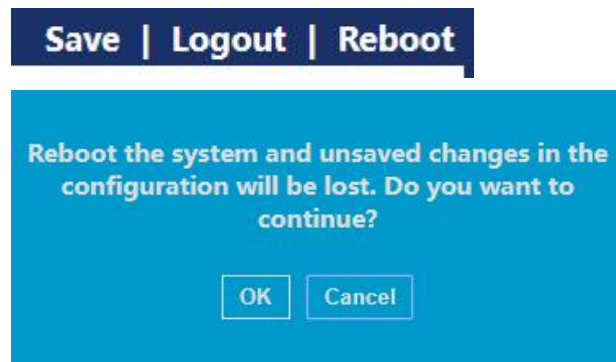 Save | Logout | Reboot
Reboot the system and unsaved changes in the
configuration will be lost. Do you want to
continue?
OK Cancel